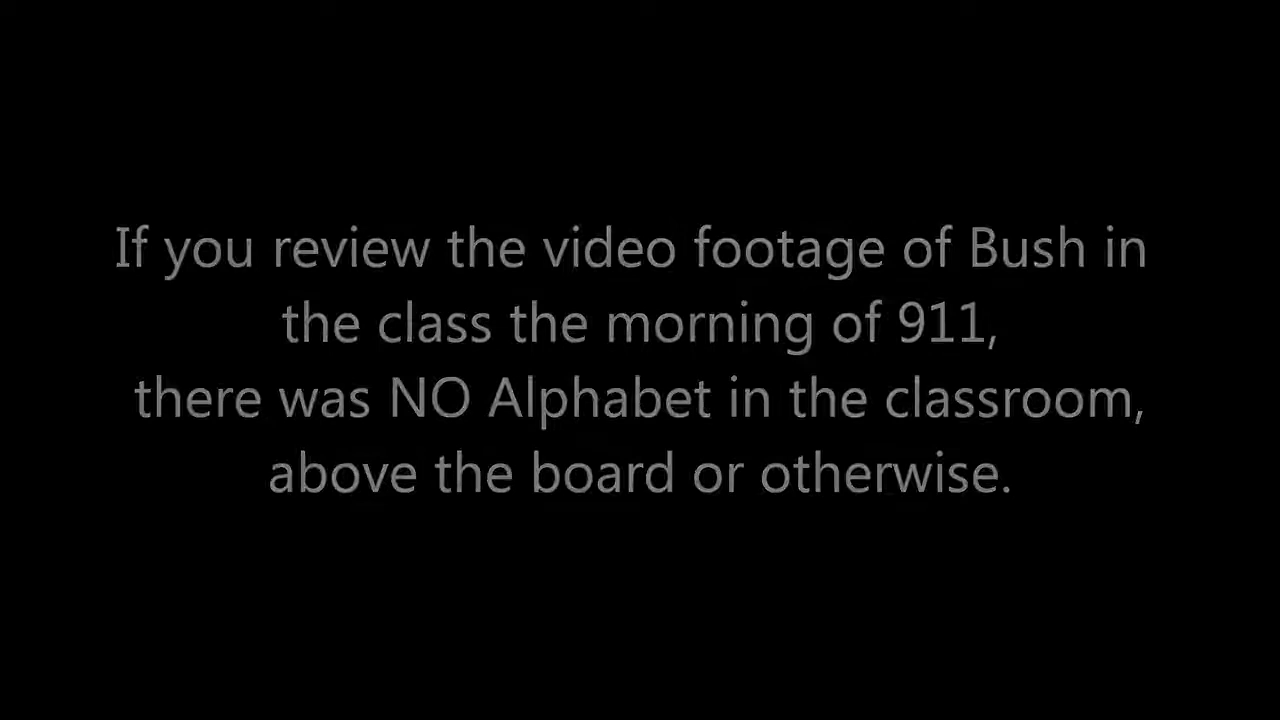 If you review the video footage of Bush in
the class the morning of 911,
there was NO Alphabet in the classroom,
above the board or otherwise.